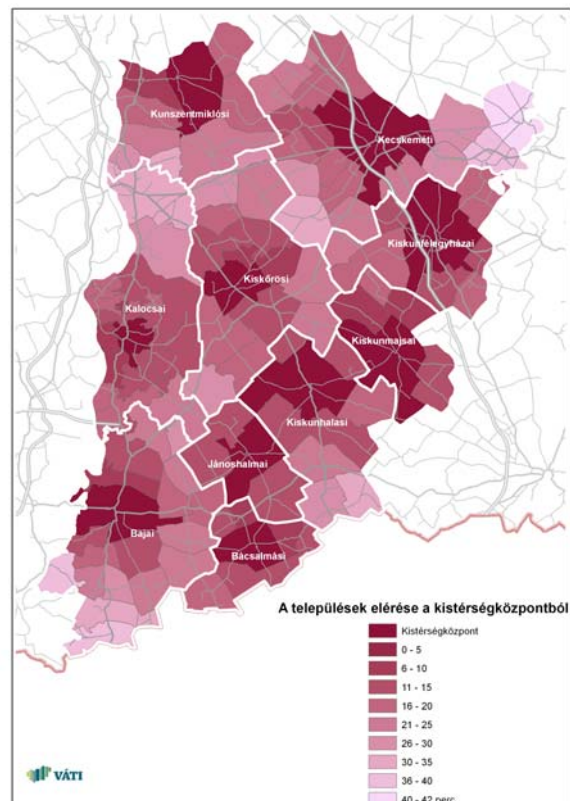 Kunszentmiklósi
Kecskeméti
Kiskunfélegyházai
Kiskőrösi
Kalocsai
Kiskunmajsai
Kiskunhalasi
Jánoshalmai
Bajai
Bácsalmási
A települések elérése a kistérségközpontból
Kistérségközpont
0 - 5
6 - 10
11 - 15
16 - 20
21 - 25
26 - 30
30 - 35
36 - 40
40 - 42 perc
VÁTI